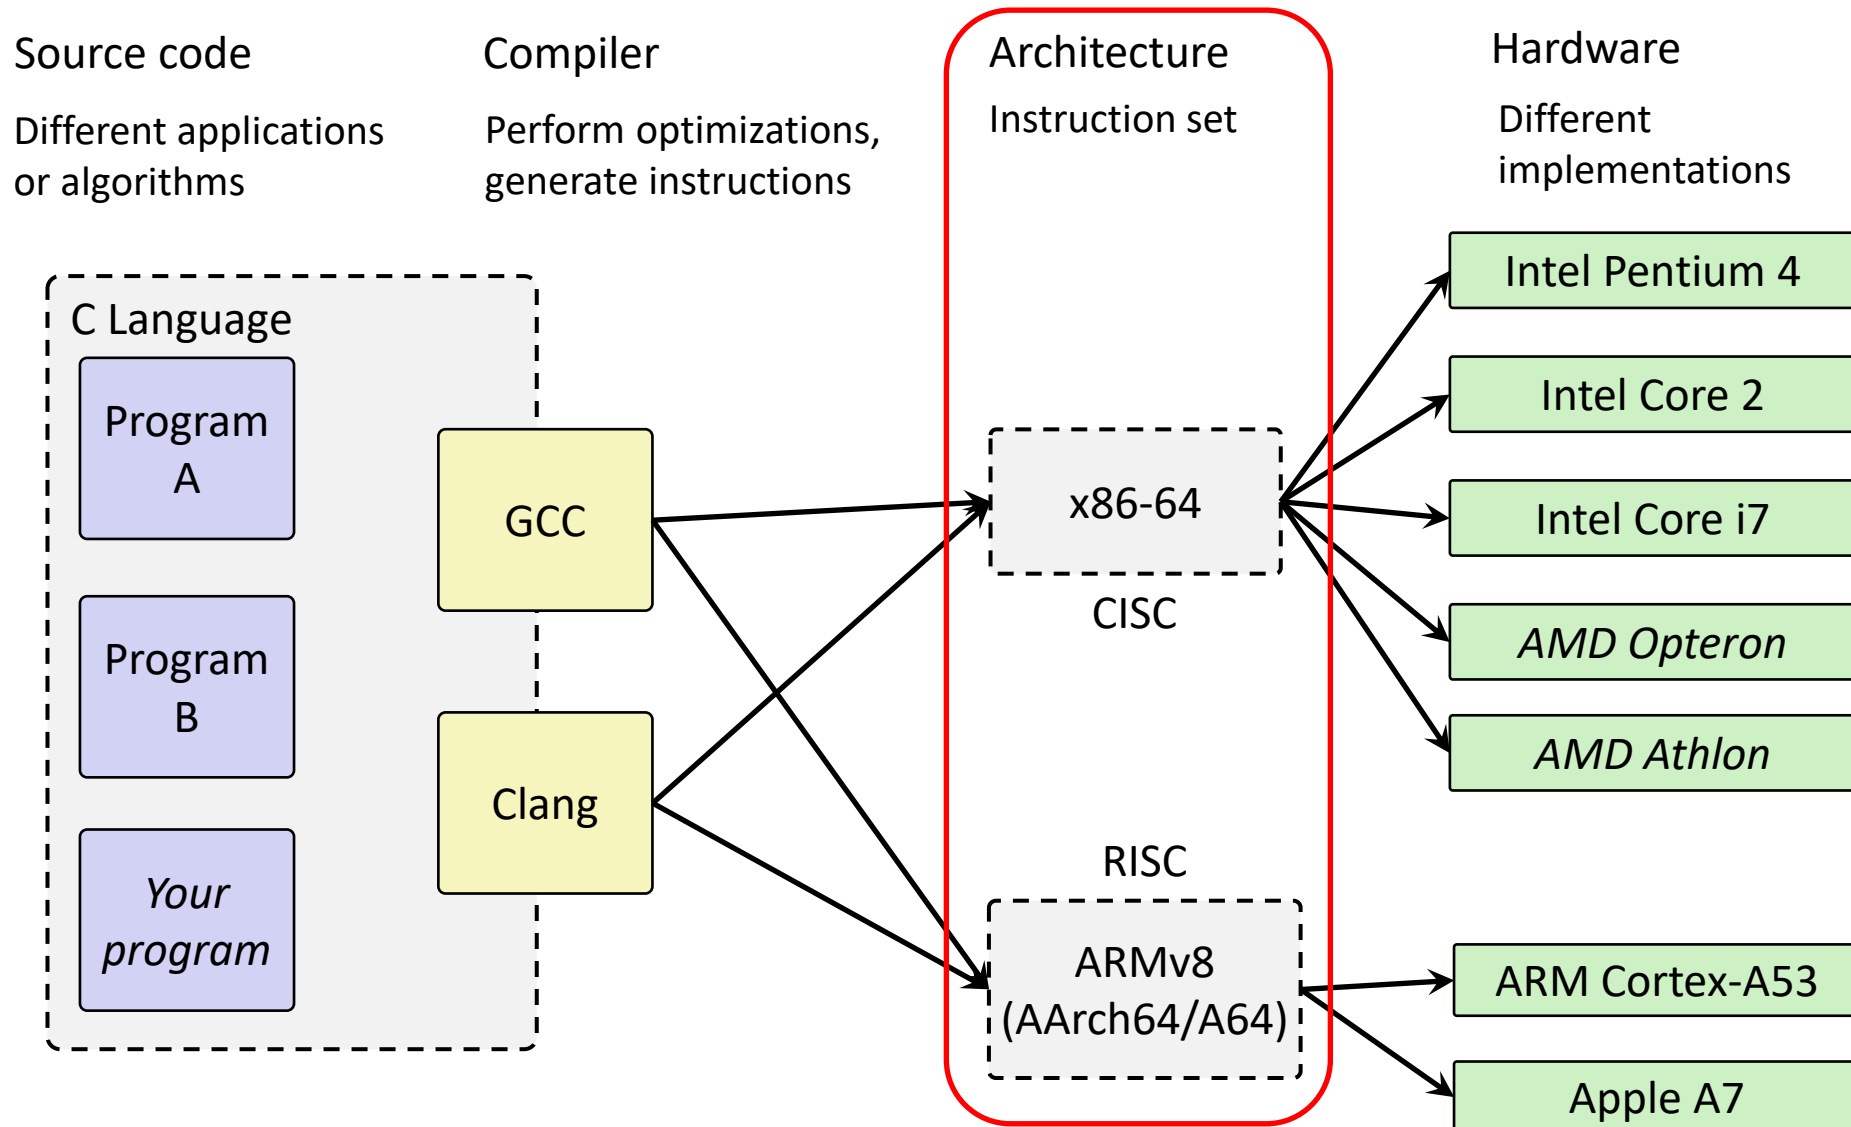 Source code
Different applications
or algorithms
Compiler
Perform optimizations,
generate instructions
Architecture
Instruction set
Hardware
Different
implementations
C Language
Program
A
Program
B
Your
program
GCC
Clang
x86-64
CISC
RISC
ARMv8
(AArch64/A64)
Intel Pentium 4
Intel Core 2
Intel Core i7
AMD Opteron
AMD Athlon
ARM Cortex-A53
Apple A7